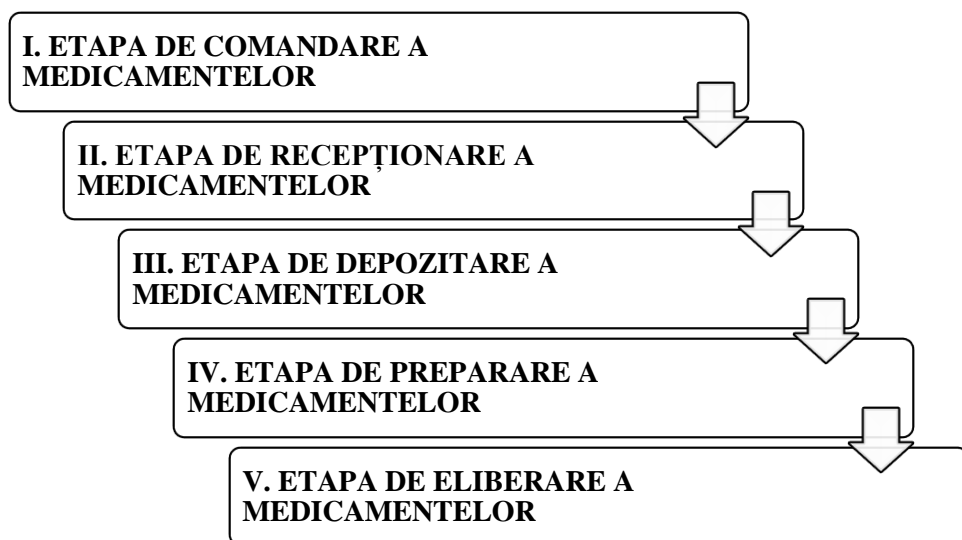 I. ETAPA DE COMANDARE A
MEDICAMENTELOR
II. ETAPA DE RECEPȚIONARE A
MEDICAMENTELOR
III. ETAPA DE DEPOZITARE A
MEDICAMENTELOR
IV. ETAPA DE PREPARARE A
MEDICAMENTELOR
V. ETAPA DE ELIBERARE A
MEDICAMENTELOR